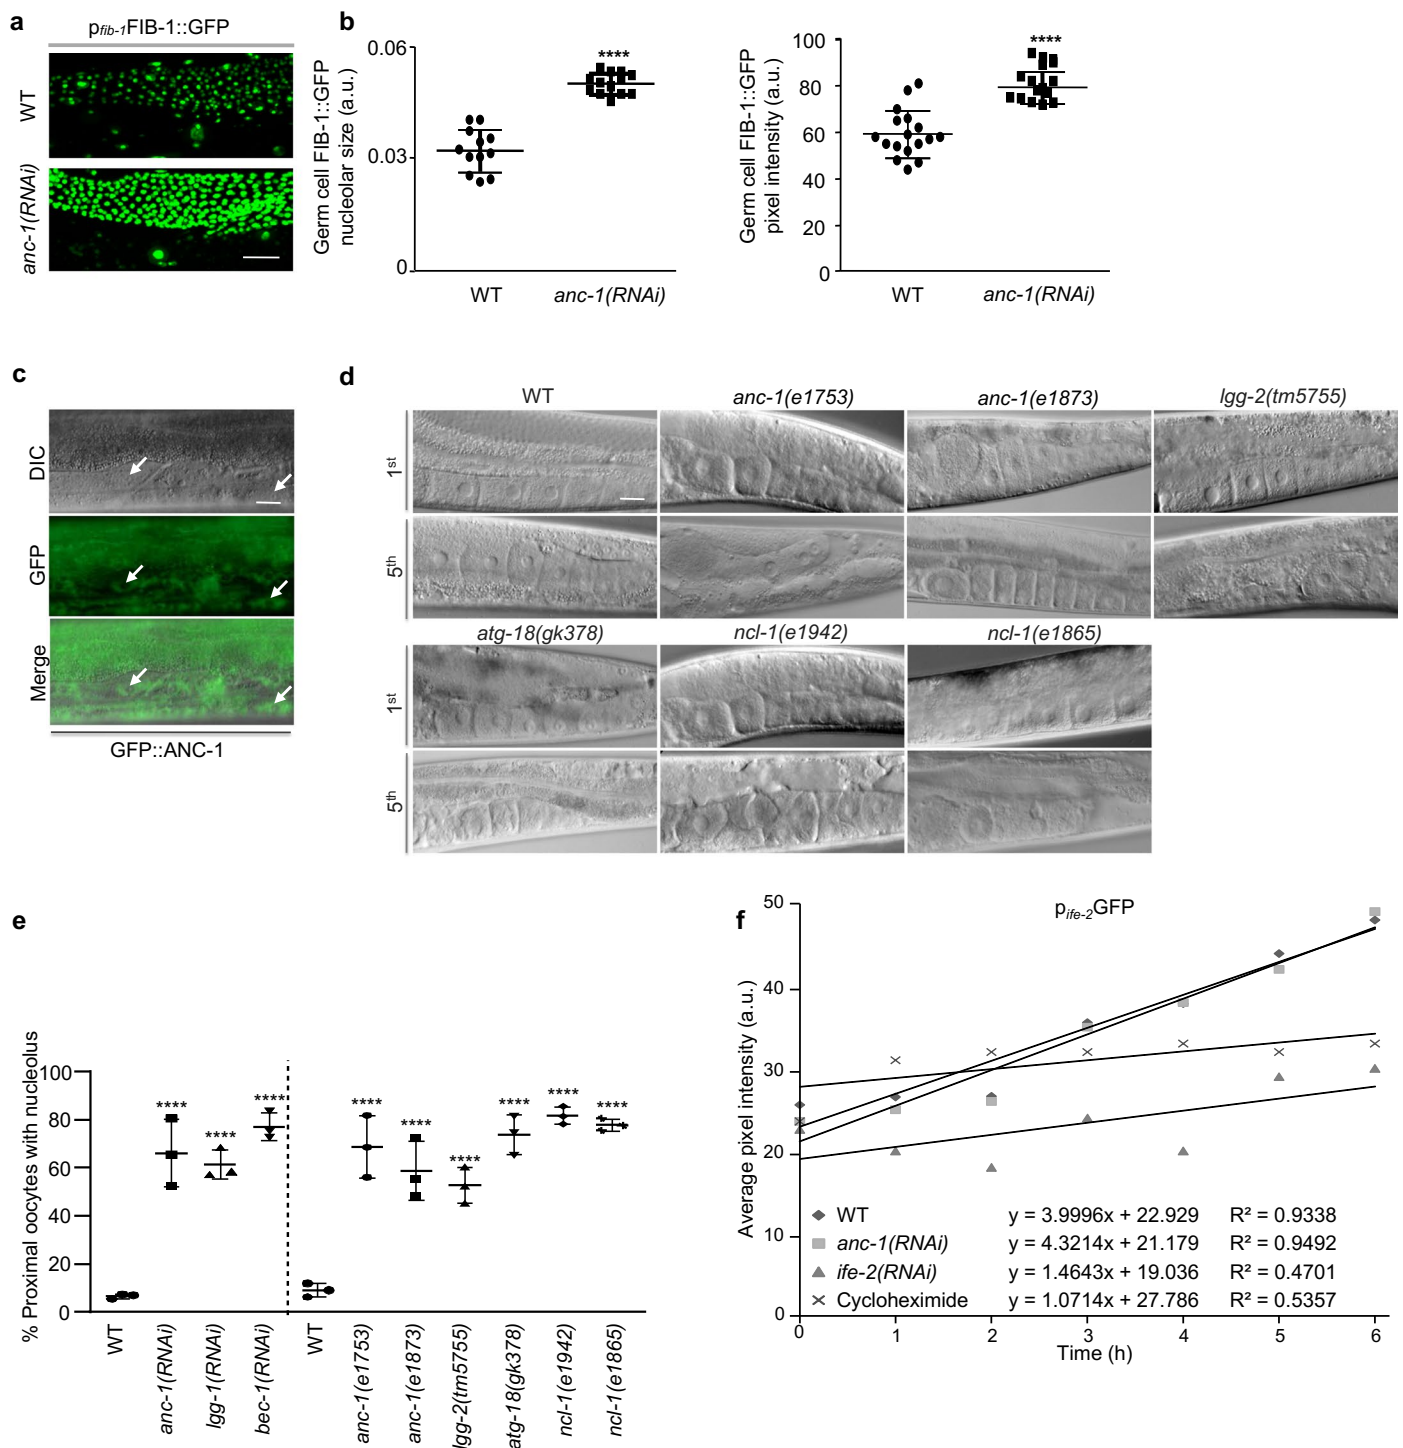 a
p fib-1 FIB-1::GFP
WT
anc-1(RNAi)
b
Germ cell FIB-1::GFP
nucleolar size (a.u.)
0.06
0.03
0
****
WT
anc-1(RNAi)
Germ cell FIB-1::GFP
pixel intensity (a.u.)
100
80
60
40
20
0
****
WT
anc-1(RNAi)
c
DIC
GFP
Merge
GFP::ANC-1
d
WT
anc-1(e1753)
anc-1(e1873)
lgg-2(tm5755)
1st
5th
atg-18(gk378)
ncl-1(e1942)
ncl-1(e1865)
1st
5th
e
% Proximal oocytes with nucleolus
100
80
60
40
20
0
****
****
****
****
****
****
****
****
****
WT
anc-1(RNAi)
lgg-1(RNAi)
bec-1(RNAi)
WT
anc-1(e1753)
anc-1(e1873)
lgg-2(tm5755)
atg-18(gk378)
ncl-1(e1942)
ncl-1(e1865)
f
p ife-2 GFP
Average pixel intensity (a.u.)
50
40
30
20
10
0
WT y = 3.9996x + 22.929 R² = 0.9338
anc-1(RNAi) y = 4.3214x + 21.179 R² = 0.9492
ife-2(RNAi) y = 1.4643x + 19.036 R² = 0.4701
Cycloheximide y = 1.0714x + 27.786 R² = 0.5357
0 1 2 3 4 5 6
Time (h)